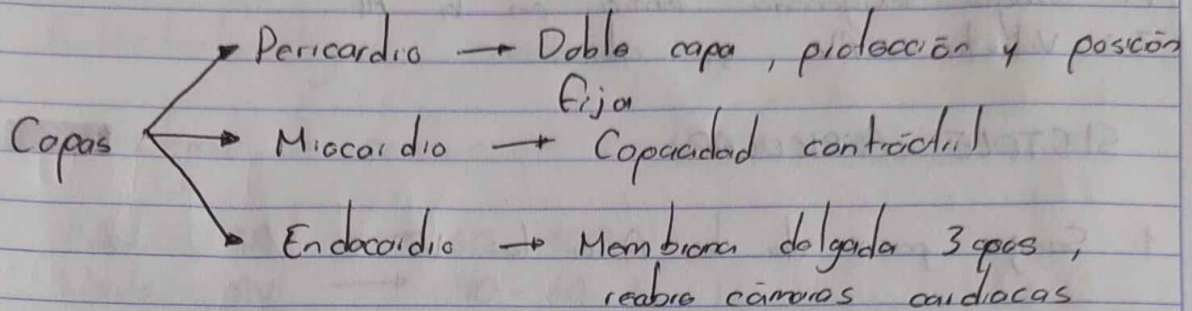 Pericardio → Doble capa, protección y posición
fija
Capas → Miocardio → Capacidad contráctil
Endocardio → Membrana delgada 3 capas,
recubre cámaras cardiacas